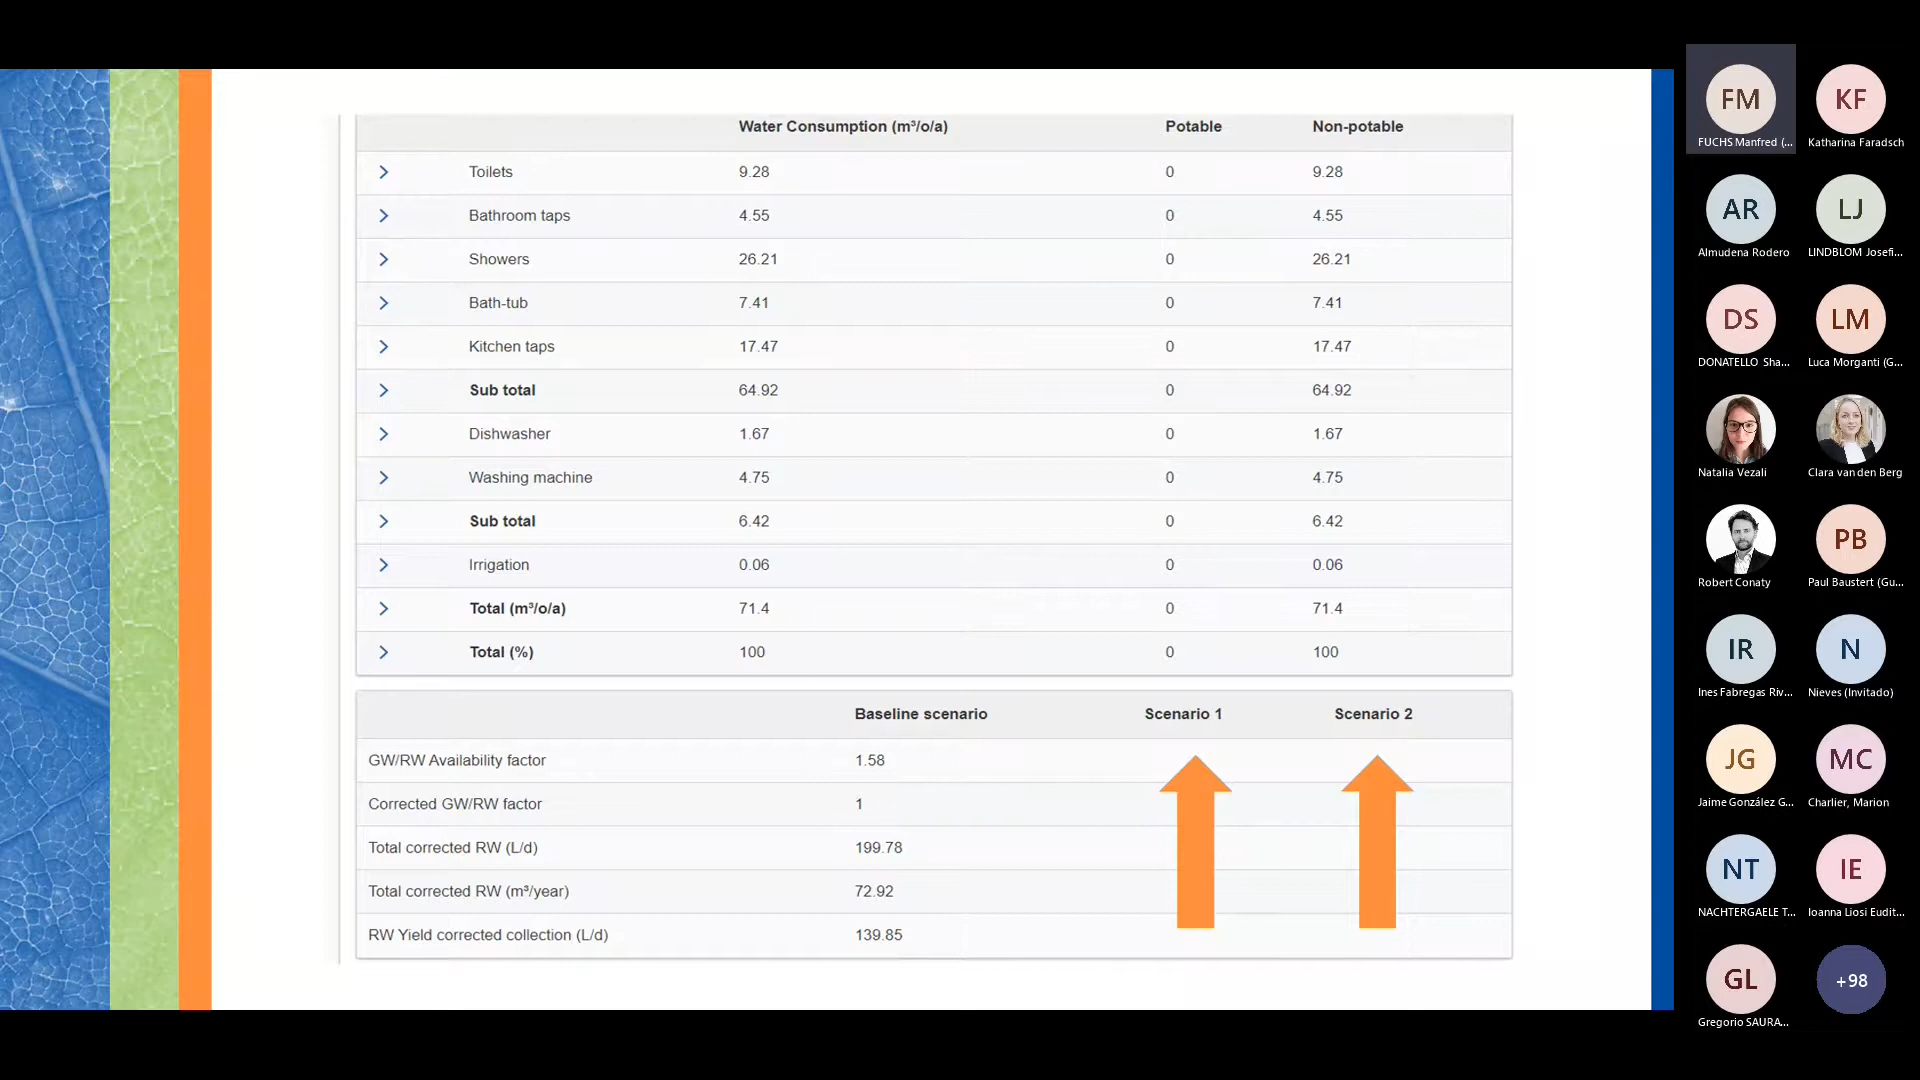 Water Consumption (m³/o/a) Potable Non-potable
Toilets 9.28 0 9.28
Bathroom taps 4.55 0 4.55
Showers 26.21 0 26.21
Bath-tub 7.41 0 7.41
Kitchen taps 17.47 0 17.47
Sub total 64.92 0 64.92
Dishwasher 1.67 0 1.67
Washing machine 4.75 0 4.75
Sub total 6.42 0 6.42
Irrigation 0.06 0 0.06
Total (m³/o/a) 71.4 0 71.4
Total (%) 100 0 100
Baseline scenario Scenario 1 Scenario 2
GW/RW Availability factor 1.58
Corrected GW/RW factor 1
Total corrected RW (L/d) 199.78
Total corrected RW (m³/year) 72.92
RW Yield corrected collection (L/d) 139.85
FM KF
FUCHS Manfred (... Katharina Faradsch
AR LJ
Almudena Rodero LINDBLOM Josefi...
DS LM
DONATELLO Sha... Luca Morganti (G...
Natalia Vezali Clara van den Berg
PB
Robert Conaty Paul Baustert (Gu...
IR N
Ines Fabregas Riv... Nieves (Invitado)
JG MC
Jaime González G... Charlier, Marion
NT IE
NACHTERGAELE T... Ioanna Liosi Eudit...
GL +98
Gregorio SAURA...